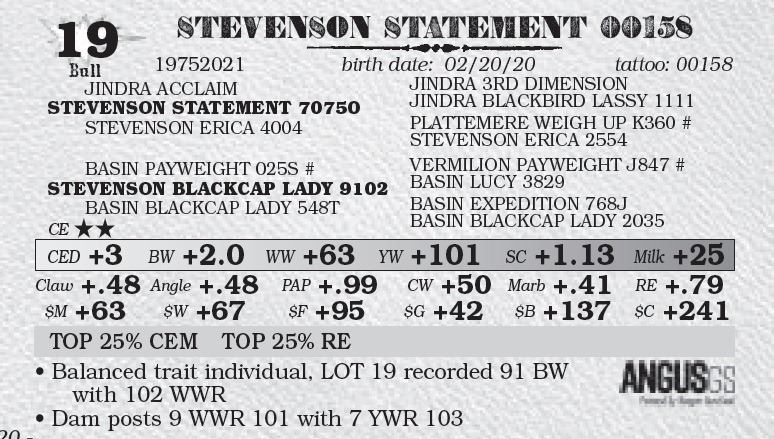 19
Bull
STEVENSON STATEMENT 00158
19752021 birth date: 02/20/20 tattoo: 00158
JINDRA ACCLAIM
STEVENSON STATEMENT 70750
STEVENSON ERICA 4004
JINDRA 3RD DIMENSION
JINDRA BLACKBIRD LASSY 1111
PLATTEMERE WEIGH UP K360 #
STEVENSON ERICA 2554
BASIN PAYWEIGHT 025S #
STEVENSON BLACKCAP LADY 9102
BASIN BLACKCAP LADY 548T
VERMILION PAYWEIGHT J847 #
BASIN LUCY 3829
BASIN EXPEDITION 768J
BASIN BLACKCAP LADY 2035
CE ★★
CED +3 BW +2.0 WW +63 YW +101 SC +1.13 Milk +25
Claw +.48 Angle +.48 PAP +.99 CW +50 Marb +.41 RE +.79
$M +63 $W +67 $F +95 $G +42 $B +137 $C +241
TOP 25% CEM TOP 25% RE
• Balanced trait individual, LOT 19 recorded 91 BW
with 102 WWR
• Dam posts 9 WWR 101 with 7 YWR 103
ANGUSGS